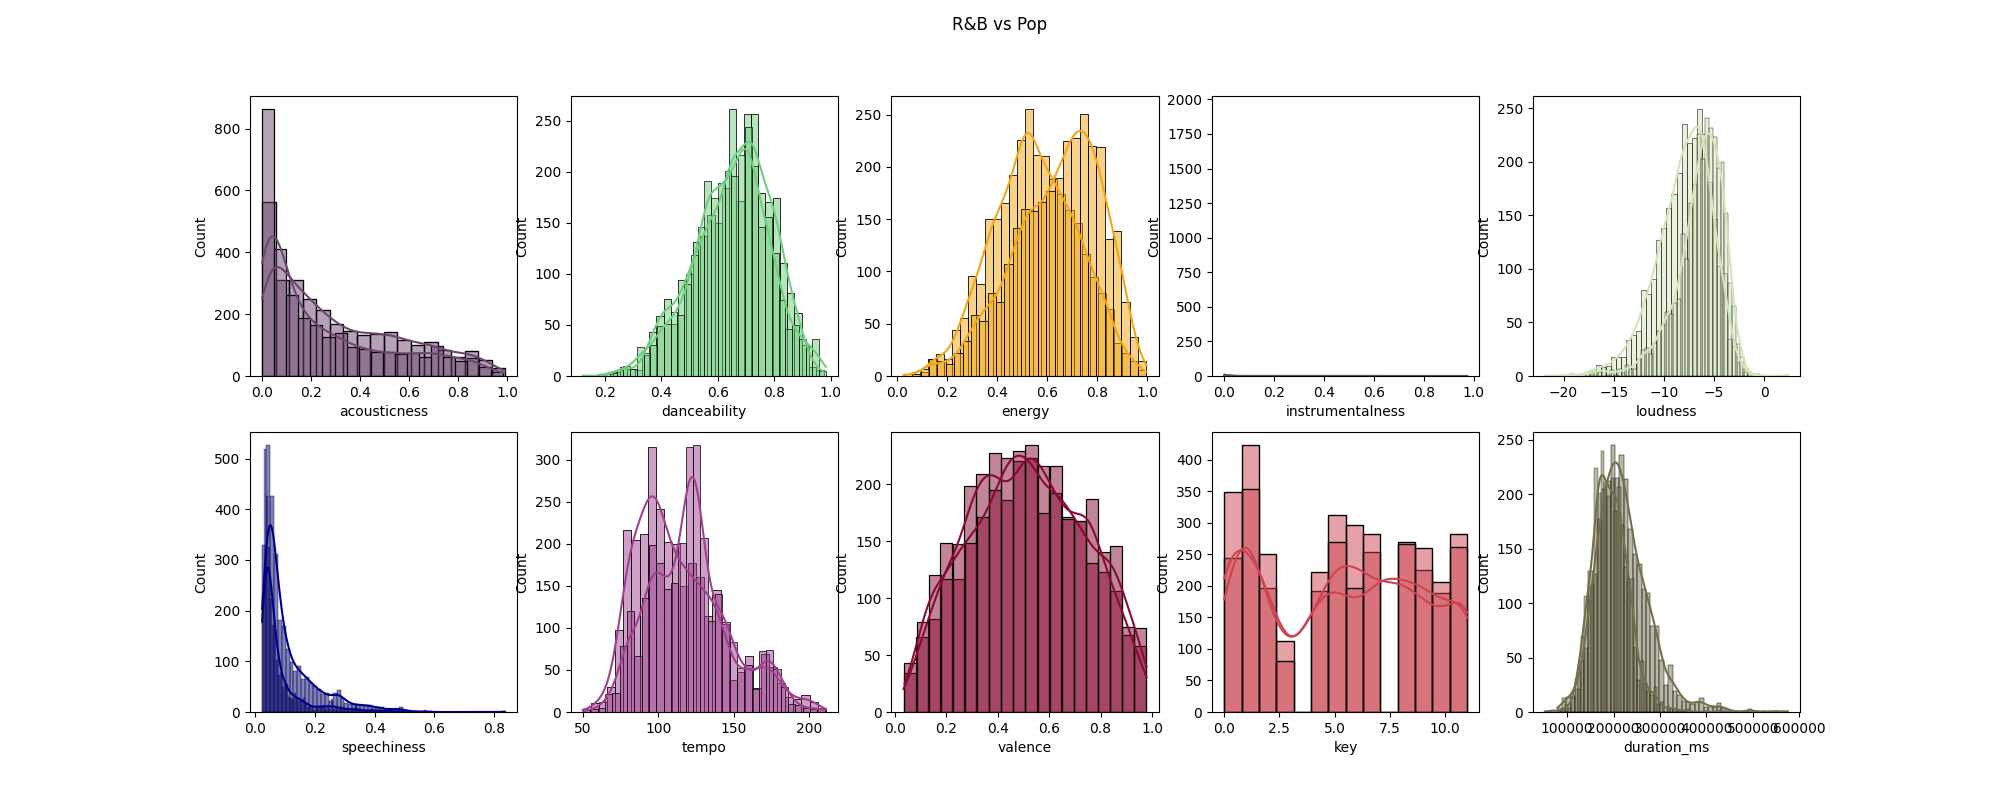 R&B vs Pop
Count
800
600
400
200
0
0.0 0.2 0.4 0.6 0.8 1.0
acousticness
Count
250
200
150
100
50
0
0.2 0.4 0.6 0.8 1.0
danceability
Count
250
200
150
100
50
0
0.0 0.2 0.4 0.6 0.8 1.0
energy
Count
2000
1750
1500
1250
1000
750
500
250
0
0.0 0.2 0.4 0.6 0.8 1.0
instrumentalness
Count
250
200
150
100
50
0
−20 −15 −10 −5 0
loudness
Count
500
400
300
200
100
0
0.0 0.2 0.4 0.6 0.8
speechiness
Count
300
250
200
150
100
50
0
50 100 150 200
tempo
Count
200
150
100
50
0
0.0 0.2 0.4 0.6 0.8 1.0
valence
Count
400
350
300
250
200
150
100
50
0
0.0 2.5 5.0 7.5 10.0
key
Count
250
200
150
100
50
0
100000 200000 300000 400000 500000 600000
duration_ms